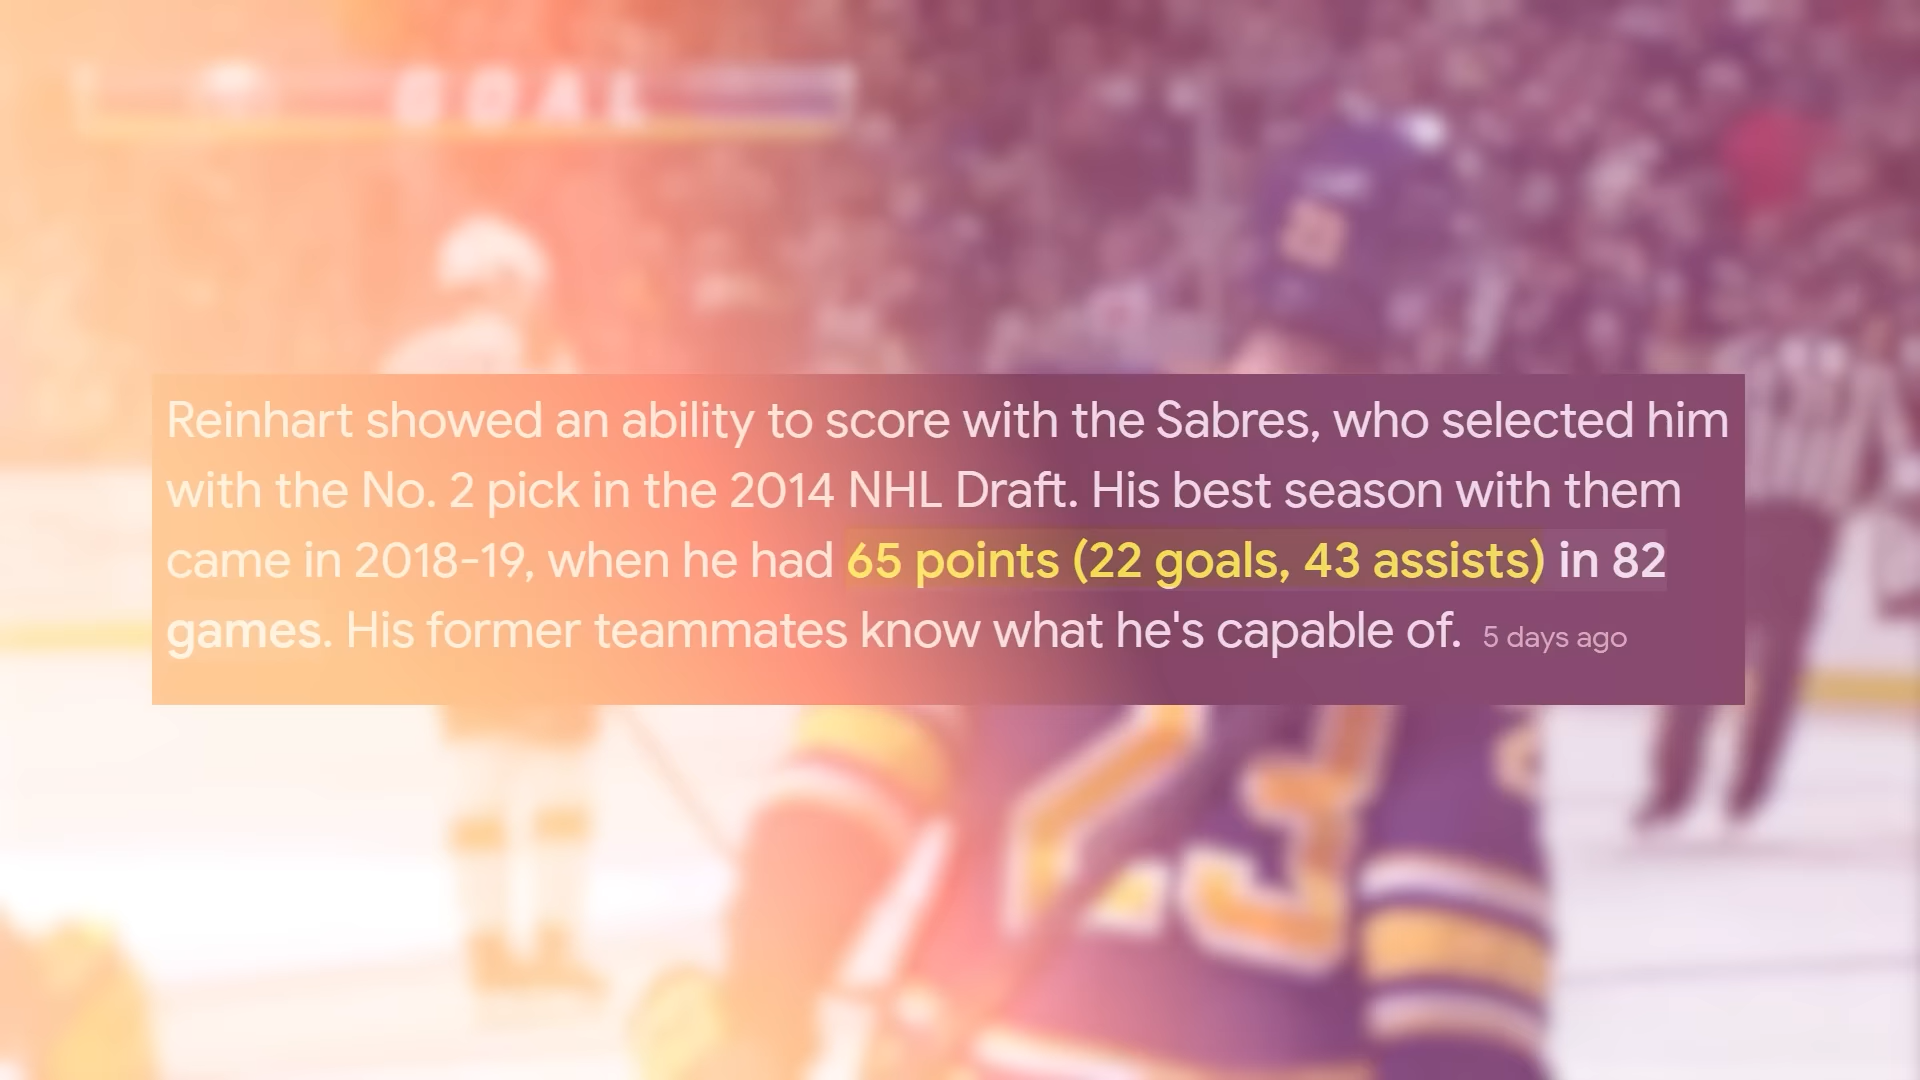 GOAL
Reinhart showed an ability to score with the Sabres, who selected him
with the No. 2 pick in the 2014 NHL Draft. His best season with them
came in 2018-19, when he had 65 points (22 goals, 43 assists) in 82
games. His former teammates know what he's capable of. 5 days ago
23